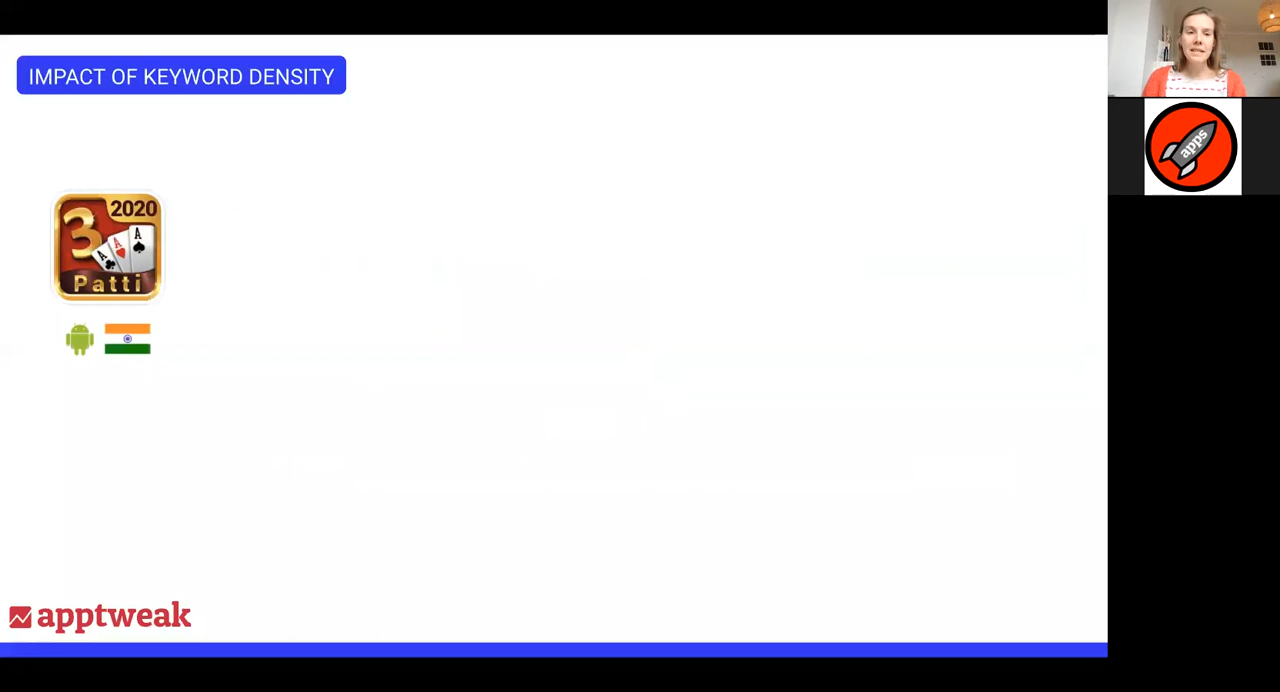 IMPACT OF KEYWORD DENSITY
2020
3
A
A
A
Patti
apps
apptweak